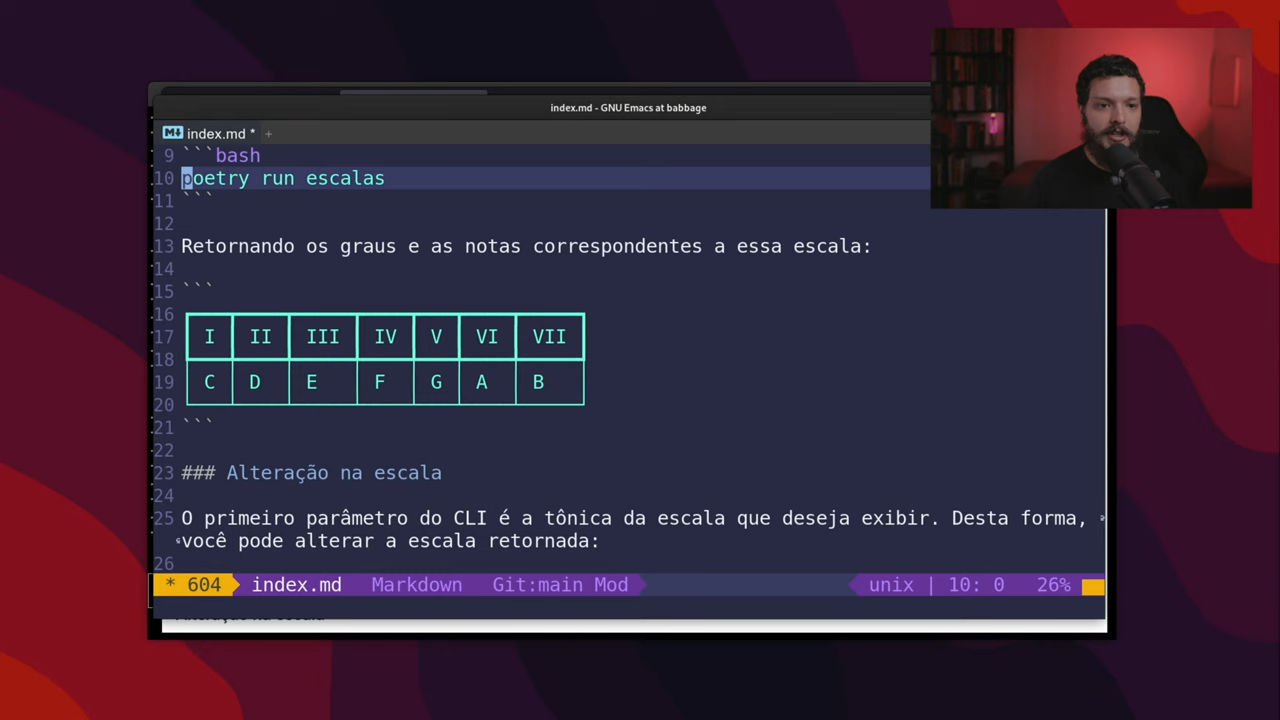 index.md - GNU Emacs at babbage
index.md * +
9 ```bash
10 poetry run escalas
11 ```
12
13 Retornando os graus e as notas correspondentes a essa escala:
14
15 ```
16
17 I II III IV V VI VII
18
19 C D E F G A B
20
21 ```
22
23 ### Alteração na escala
24
25 O primeiro parâmetro do CLI é a tônica da escala que deseja exibir. Desta forma,
você pode alterar a escala retornada:
26
* 604 index.md Markdown Git:main Mod unix | 10: 0 26%